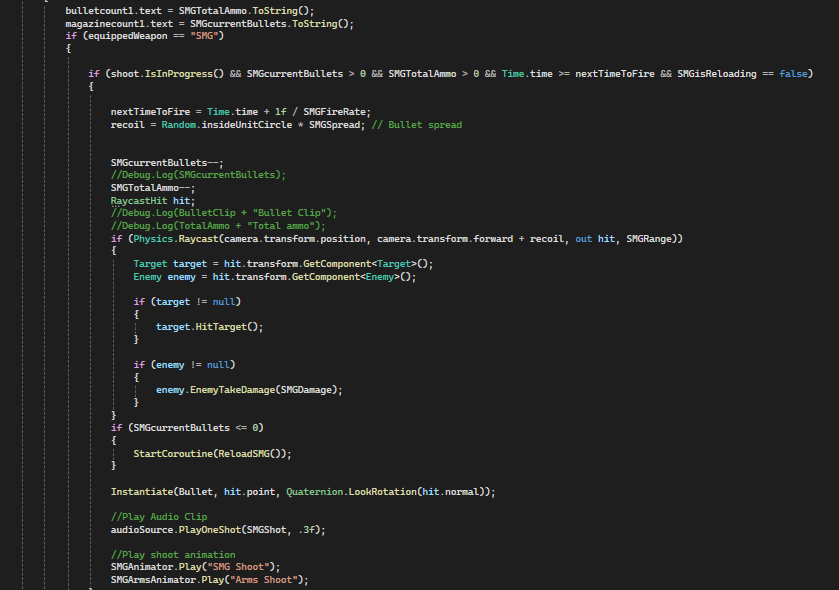 bulletcount1.text = SMGTotalAmmo.ToString();
magazinecount1.text = SMGcurrentBullets.ToString();
if (equippedWeapon == "SMG")
{
if (shoot.IsInProgress() && SMGcurrentBullets > 0 && SMGTotalAmmo > 0 && Time.time >= nextTimeToFire && SMGisReloading == false)
{
nextTimeToFire = Time.time + 1f / SMGFireRate;
recoil = Random.insideUnitCircle * SMGSpread; // Bullet spread
SMGcurrentBullets--;
//Debug.Log(SMGcurrentBullets);
SMGTotalAmmo--;
RaycastHit hit;
//Debug.Log(BulletClip + "Bullet Clip");
//Debug.Log(TotalAmmo + "Total ammo");
if (Physics.Raycast(camera.transform.position, camera.transform.forward + recoil, out hit, SMGRange))
{
Target target = hit.transform.GetComponent<Target>();
Enemy enemy = hit.transform.GetComponent<Enemy>();
if (target != null)
{
target.HitTarget();
}
if (enemy != null)
{
enemy.EnemyTakeDamage(SMGDamage);
}
}
if (SMGcurrentBullets <= 0)
{
StartCoroutine(ReloadSMG());
}
Instantiate(Bullet, hit.point, Quaternion.LookRotation(hit.normal));
//Play Audio Clip
audioSource.PlayOneShot(SMGShot, .3f);
//Play shoot animation
SMGAnimator.Play("SMG Shoot");
SMGArmsAnimator.Play("Arms Shoot");